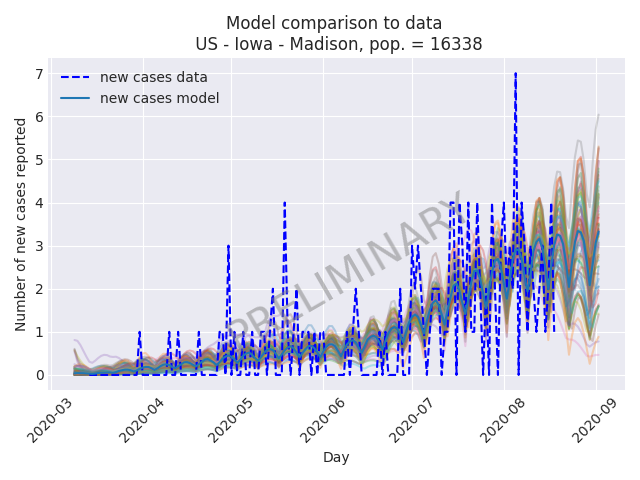 Model comparison to data
US - Iowa - Madison, pop. = 16338
new cases data
new cases model
PRELIMINARY
Number of new cases reported
7
6
5
4
3
2
1
0
2020-03
2020-04
2020-05
2020-06
2020-07
2020-08
2020-09
Day